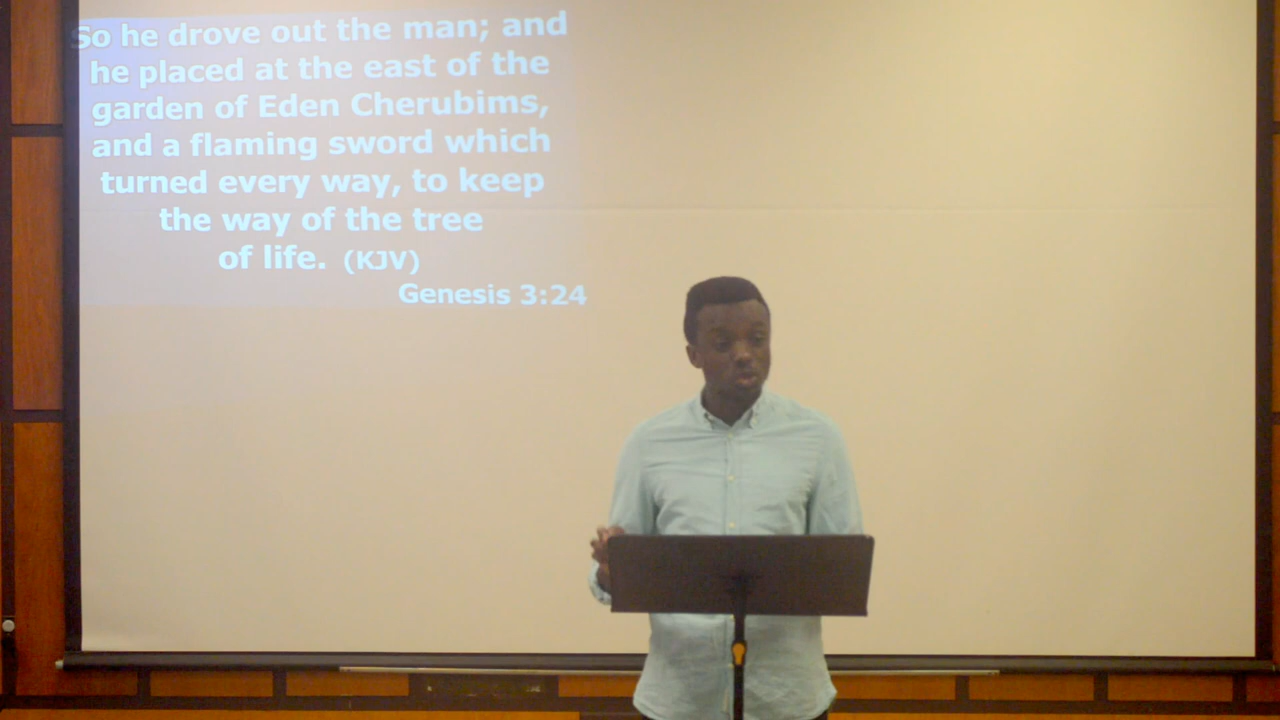 So he drove out the man; and
he placed at the east of the
garden of Eden Cherubims,
and a flaming sword which
turned every way, to keep
the way of the tree
of life. (KJV)
Genesis 3:24